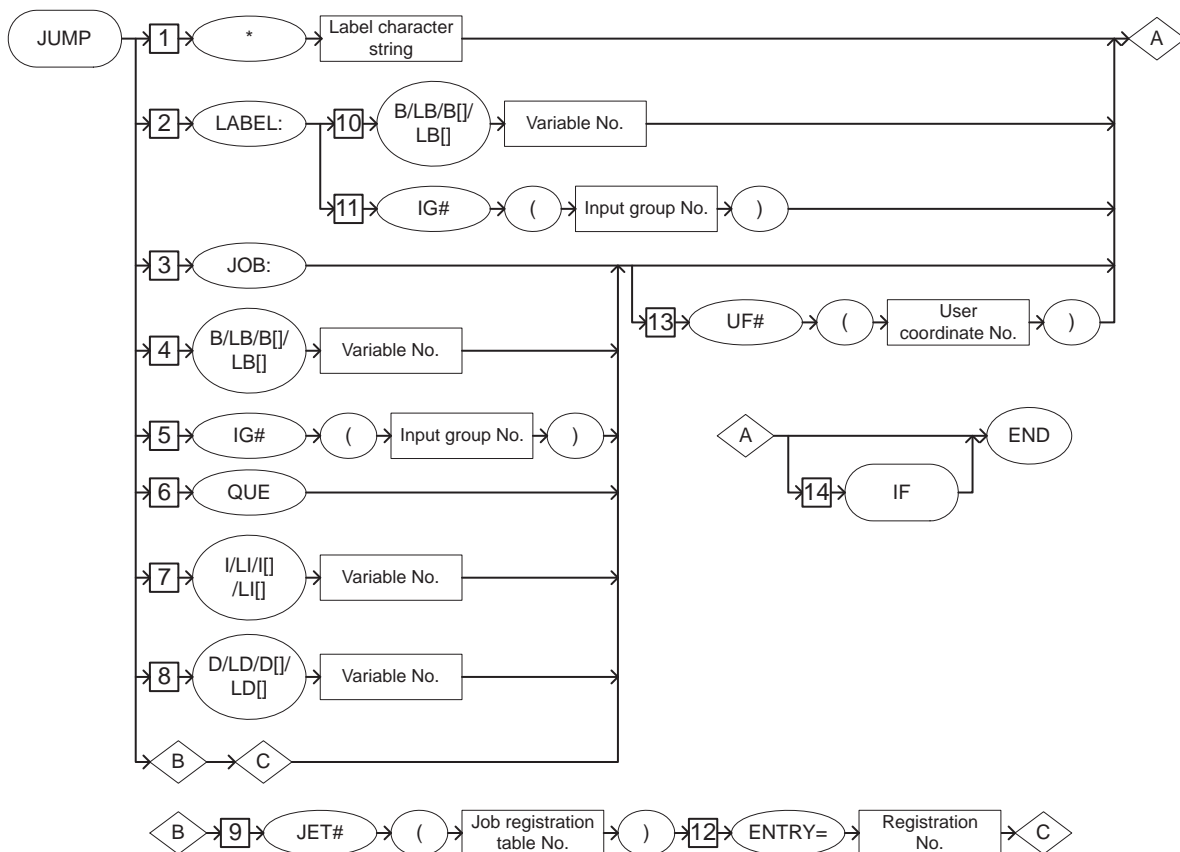 JUMP
1
*
Label character
string
A
2
LABEL:
10
B/LB/B[]/
LB[]
Variable No.
11
IG#
(
Input group No.
)
3
JOB:
13
UF#
(
User
coordinate No.
)
4
B/LB/B[]/
LB[]
Variable No.
5
IG#
(
Input group No.
)
A
END
6
QUE
14
IF
7
I/LI/I[]
/LI[]
Variable No.
8
D/LD/D[]/
LD[]
Variable No.
B
C
B
9
JET#
(
Job registration
table No.
)
12
ENTRY=
Registration
No.
C